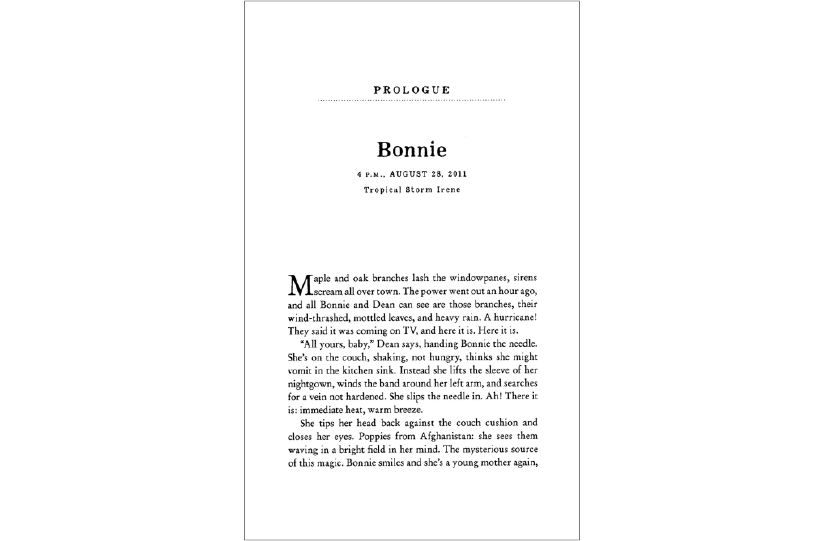 PROLOGUE
Bonnie
4 P.M., AUGUST 28, 2011
Tropical Storm Irene
Maple and oak branches lash the windowpanes, sirens
scream all over town. The power went out an hour ago,
and all Bonnie and Dean can see are those branches, their
wind-thrashed, mottled leaves, and heavy rain. A hurricane!
They said it was coming on TV, and here it is. Here it is.
“All yours, baby,” Dean says, handing Bonnie the needle.
She’s on the couch, shaking, not hungry, thinks she might
vomit in the kitchen sink. Instead she lifts the sleeve of her
nightgown, winds the band around her left arm, and searches
for a vein not hardened. She slips the needle in. Ah! There it
is: immediate heat, warm breeze.
She tips her head back against the couch cushion and
closes her eyes. Poppies from Afghanistan: she sees them
waving in a bright field in her mind. The mysterious source
of this magic. Bonnie smiles and she’s a young mother again,